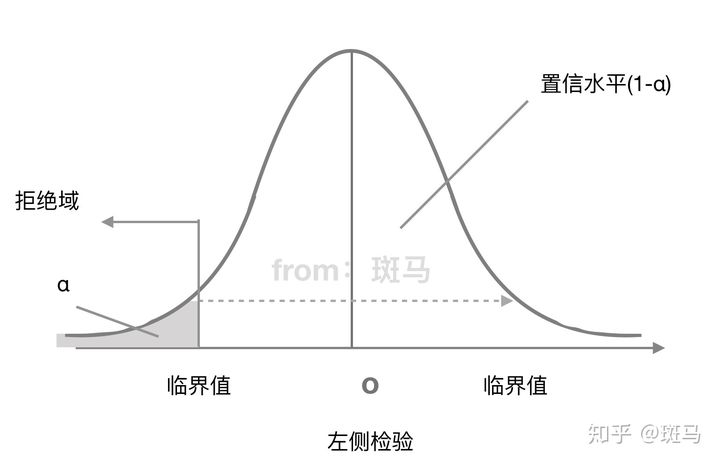 置信水平(1-α)
拒绝域
α
from：斑马
临界值
O
临界值
左侧检验
知乎 @斑马